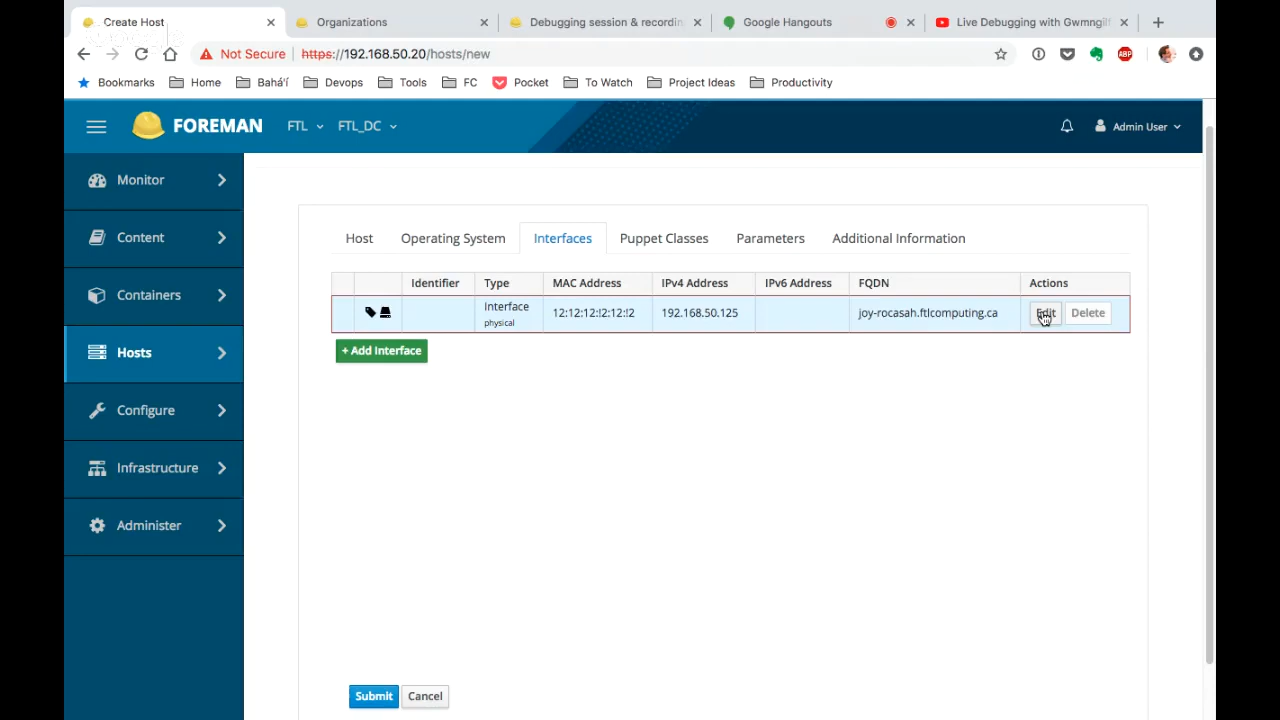 Create Host
Organizations
Debugging session & recordin
Google Hangouts
Live Debugging with Gwmngilf
Not Secure
https://192.168.50.20/hosts/new
ABP
Bookmarks
Home
Bahá'í
Devops
Tools
FC
Pocket
To Watch
Project Ideas
Productivity
FOREMAN
FTL
FTL_DC
Admin User
Monitor
Content
Containers
Hosts
Configure
Infrastructure
Administer
Host
Operating System
Interfaces
Puppet Classes
Parameters
Additional Information
Identifier
Type
MAC Address
IPv4 Address
IPv6 Address
FQDN
Actions
Interface
physical
12:12:12:!2:12:!2
192.168.50.125
joy-rocasah.ftlcomputing.ca
Edit
Delete
+ Add Interface
Submit
Cancel